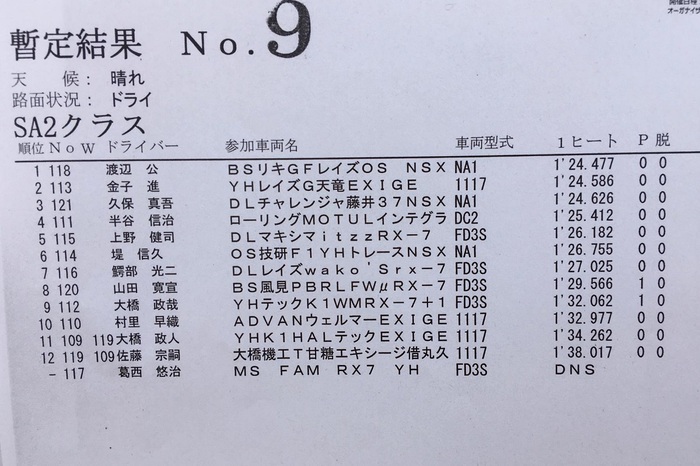 開催日程
オーガナイザ
暫定結果 No. 9
天 候： 晴れ
路面状況： ドライ
SA2クラス
順位 No W ドライバー 参加車両名 車両型式 1ヒート P 脱
1 118 渡辺 公 BSリキGFレイズOS NSX NA1 1'24.477 0 0
2 113 金子 進 YHレイズG天竜EXIGE 1117 1'24.586 0 0
3 121 久保 真吾 DLチャレンジャ藤井37NSX NA1 1'24.626 0 0
4 111 半谷 信治 ローリングMOTULインテグラ DC2 1'25.412 0 0
5 115 上野 健司 DLマキシマitzzRX-7 FD3S 1'26.182 0 0
6 114 堤 信久 OS技研F1YHトレースNSX NA1 1'26.755 0 0
7 116 鰐部 光二 DLレイズwako'Srx-7 FD3S 1'27.025 0 0
8 120 山田 寛宣 BS風見PBRLFWμRX-7 FD3S 1'29.566 1 0
9 112 大橋 政哉 YHテックK1WMRX-7+1 FD3S 1'32.062 1 0
10 110 村里 早織 ADVANウェルマーEXIGE 1117 1'32.977 0 0
11 109 119 大橋 政人 YHK1HALテックEXIGE 1117 1'34.262 0 0
12 119 109 佐藤 宗嗣 大橋機工T甘糖エキシージ借丸久 1117 1'38.017 0 0
- 117 葛西 悠治 MS FAM RX7 YH FD3S DNS